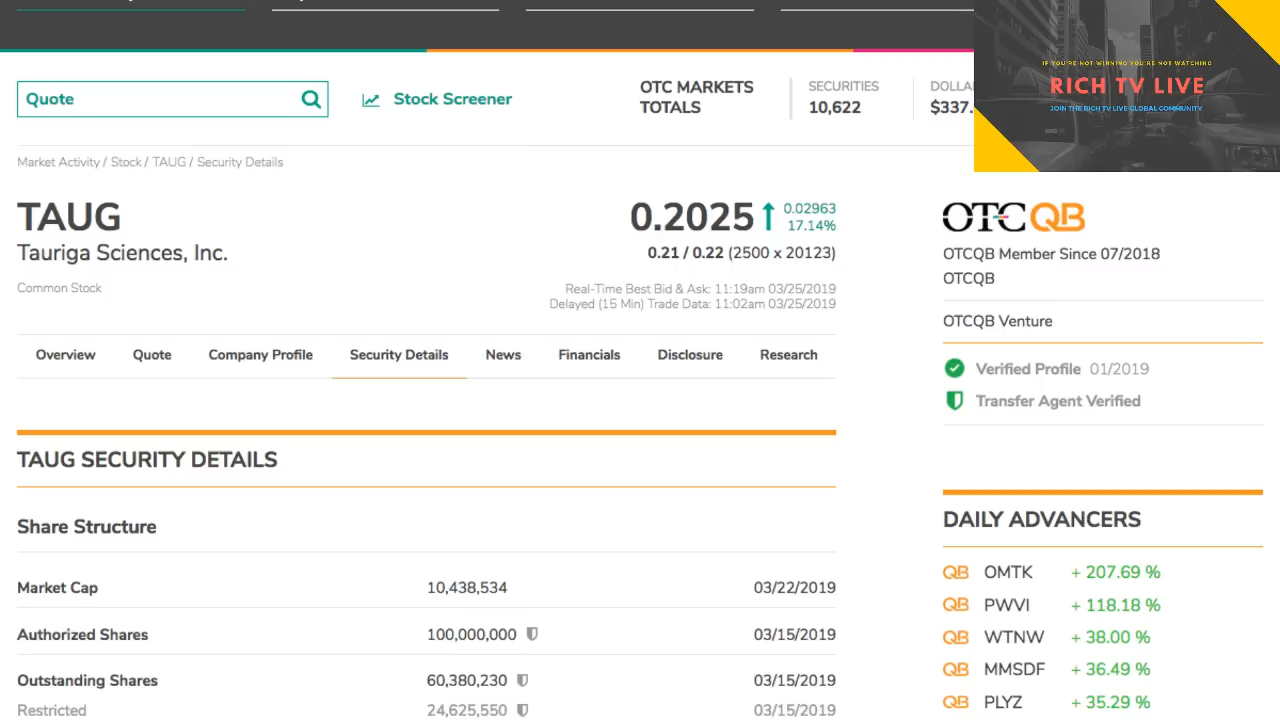 IF YOU'RE NOT WINNING YOU'RE NOT WATCHING
RICH TV LIVE
JOIN THE RICH TV LIVE GLOBAL COMMUNITY
Quote
Stock Screener
OTC MARKETS
TOTALS
SECURITIES
10,622
$337.
Market Activity / Stock / TAUG / Security Details
TAUG
Tauriga Sciences, Inc.
Common Stock
0.2025
0.02963
17.14%
0.21 / 0.22 (2500 x 20123)
Real-Time Best Bid & Ask: 11:19am 03/25/2019
Delayed (15 Min) Trade Data: 11:02am 03/25/2019
OTCQB
OTCQB Member Since 07/2018
OTCQB
OTCQB Venture
Verified Profile 01/2019
Transfer Agent Verified
Overview Quote Company Profile Security Details News Financials Disclosure Research
TAUG SECURITY DETAILS
Share Structure
Market Cap 10,438,534 03/22/2019
Authorized Shares 100,000,000 03/15/2019
Outstanding Shares 60,380,230 03/15/2019
Restricted 24,625,550 03/15/2019
DAILY ADVANCERS
QB OMTK + 207.69 %
QB PWVI + 118.18 %
QB WTNW + 38.00 %
QB MMSDF + 36.49 %
QB PLYZ + 35.29 %